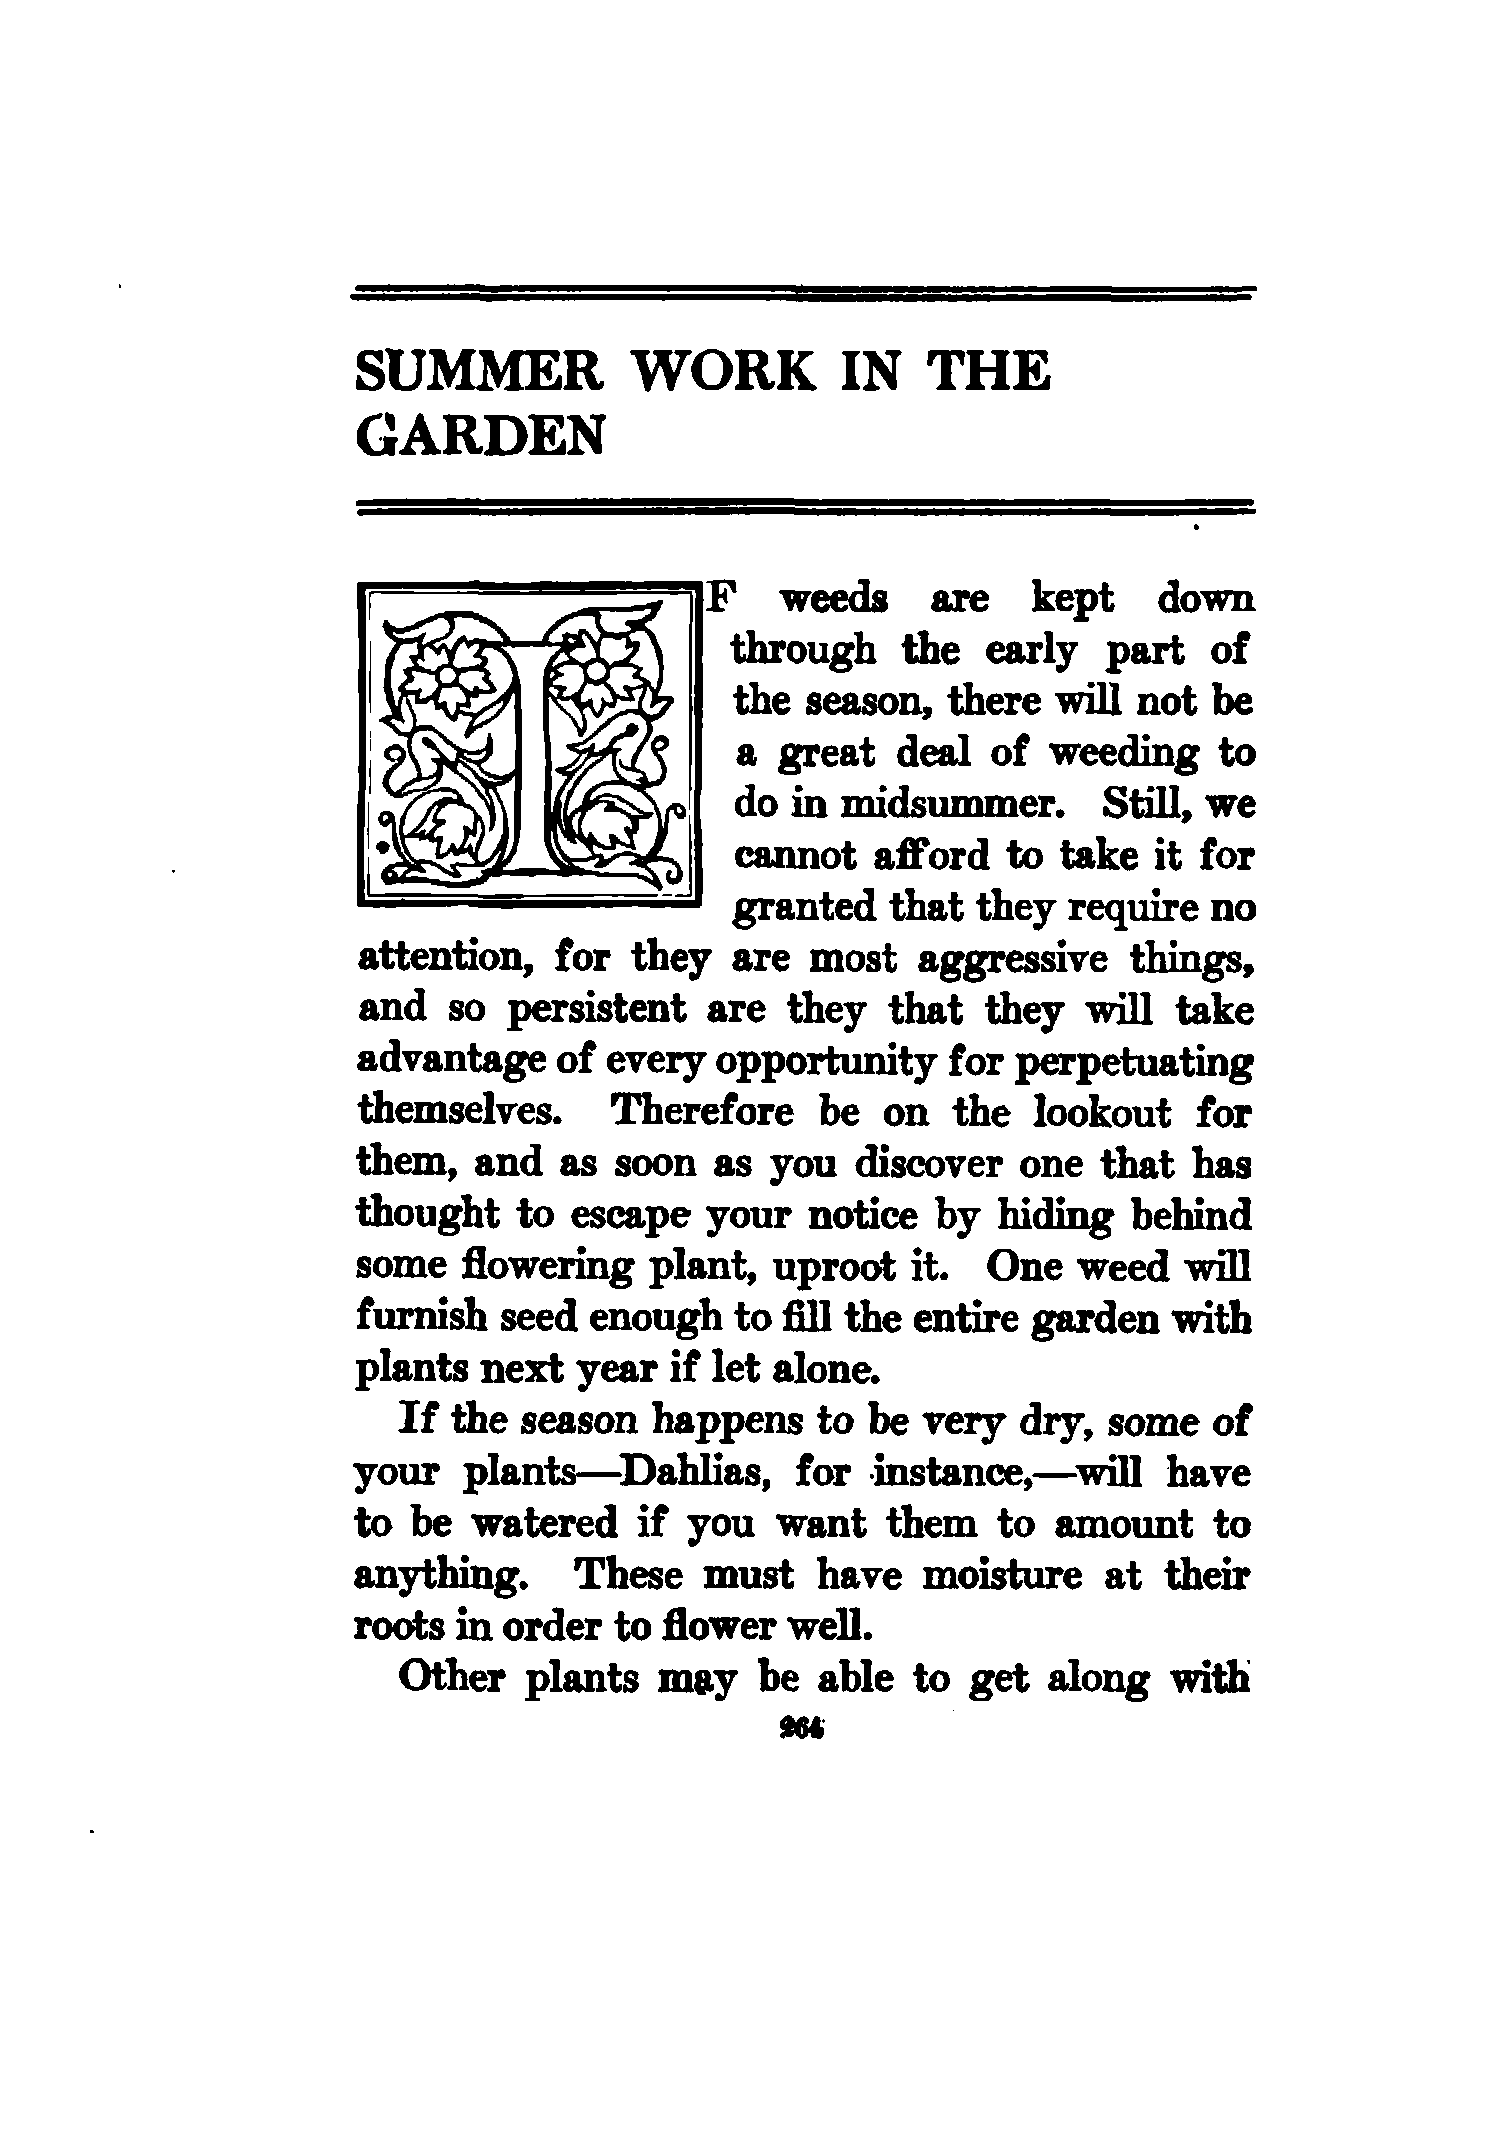 SUMMER WORK IN THE
GARDEN
IF weeds are kept down
through the early part of
the season, there will not be
a great deal of weeding to
do in midsummer. Still, we
cannot afford to take it for
granted that they require no
attention, for they are most aggressive things,
and so persistent are they that they will take
advantage of every opportunity for perpetuating
themselves. Therefore be on the lookout for
them, and as soon as you discover one that has
thought to escape your notice by hiding behind
some flowering plant, uproot it. One weed will
furnish seed enough to fill the entire garden with
plants next year if let alone.
If the season happens to be very dry, some of
your plants—Dahlias, for instance,—will have
to be watered if you want them to amount to
anything. These must have moisture at their
roots in order to flower well.
Other plants may be able to get along with
264